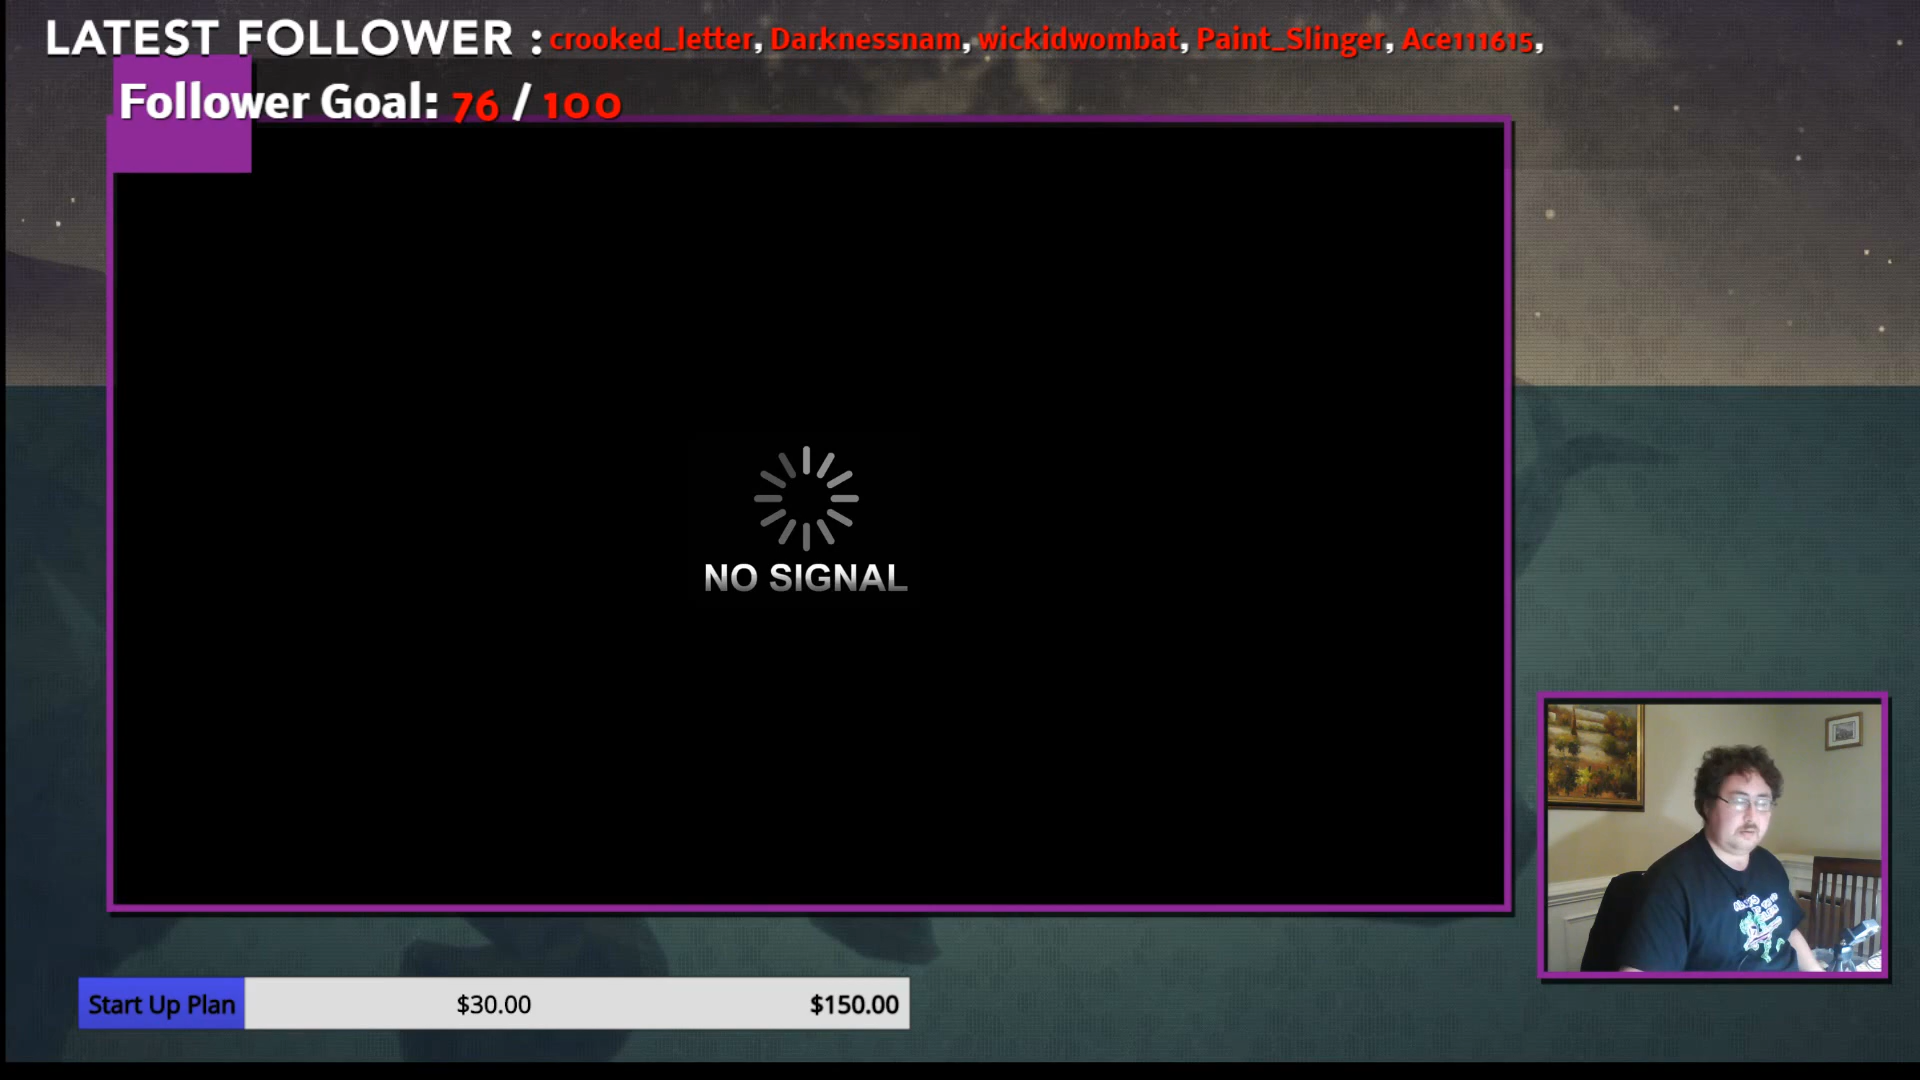 LATEST FOLLOWER : crooked_letter, Darknessnam, wickidwombat, Paint_Slinger, Ace111615,
Follower Goal: 76 / 100
NO SIGNAL
Start Up Plan $30.00 $150.00